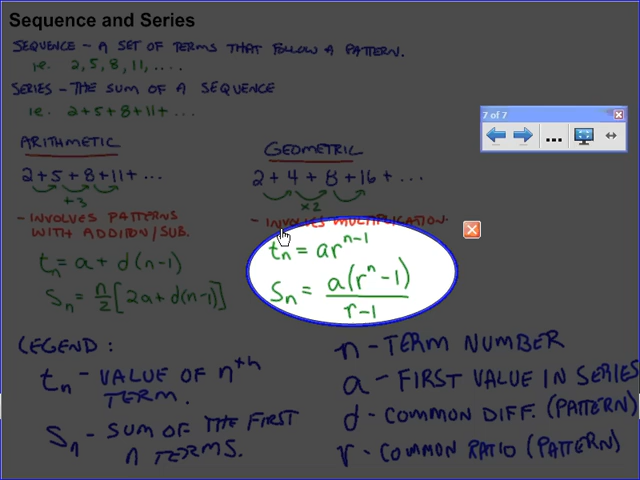 Sequence and Series
SEQUENCE – A SET OF TERMS THAT FOLLOW A PATTERN.
ie. 2, 5, 8, 11, ....
SERIES – THE SUM OF A SEQUENCE
ie. 2+5+8+11+ ...
7 of 7
...
ARITHMETIC
2+5+8+11+ ...
+3
- INVOLVES PATTERNS
WITH ADDITION/SUB.
tₙ = a + d(n-1)
Sₙ = n/2 [2a + d(n-1)]
GEOMETRIC
2 + 4 + 8 + 16 + ...
×2
- INVOLVES MULTIPLICATION.
tₙ = arⁿ⁻¹
Sₙ = a(rⁿ - 1)/r-1
LEGEND:
tₙ – VALUE OF nᵗʰ
TERM.
Sₙ – SUM OF THE FIRST
n TERMS.
n – TERM NUMBER
a – FIRST VALUE IN SERIES
d – COMMON DIFF. (PATTERN)
r – COMMON RATIO (PATTERN)